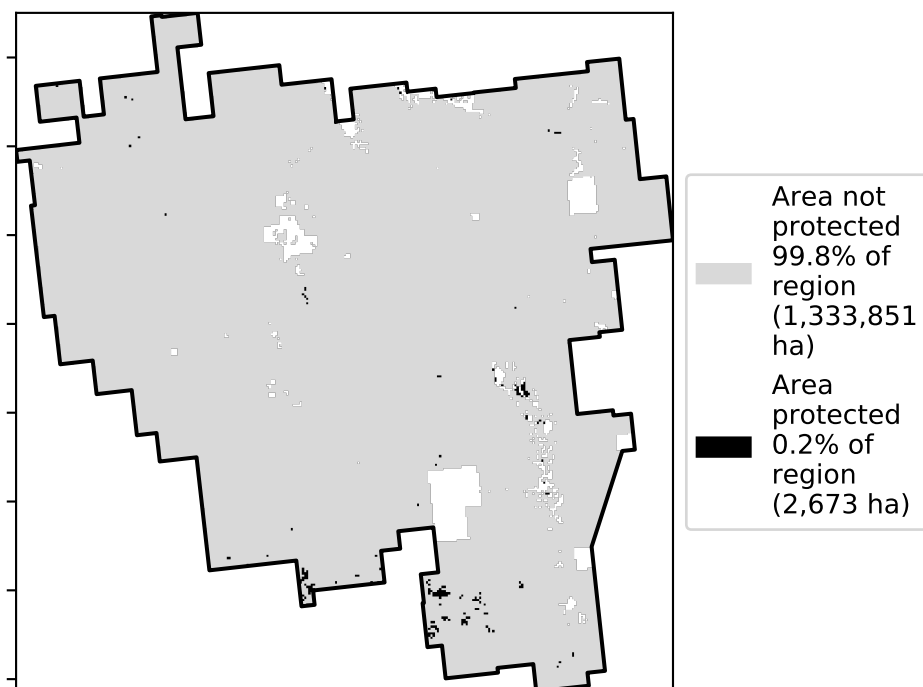 Area not
protected
99.8% of
region
(1,333,851
ha)
Area
protected
0.2% of
region
(2,673 ha)